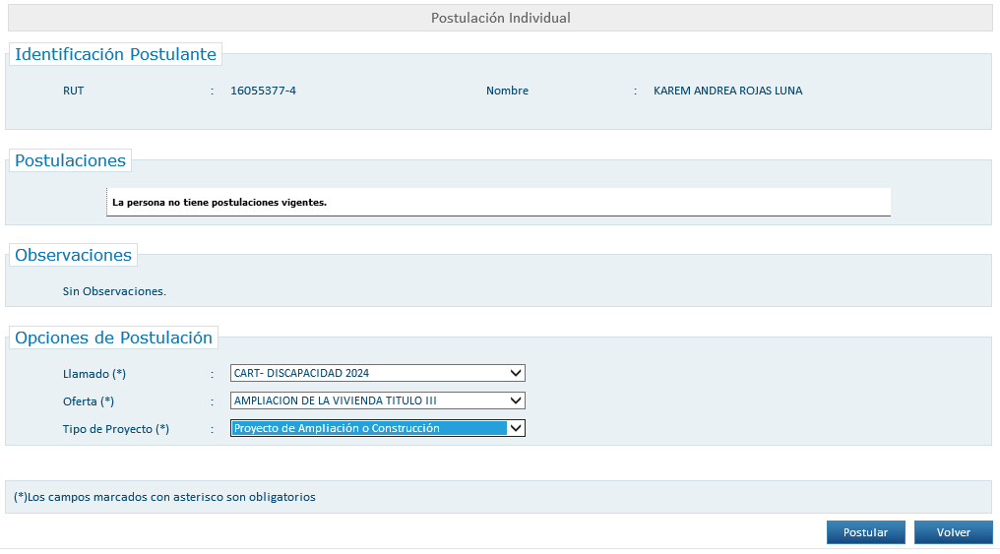 Postulación Individual
Identificación Postulante
RUT : 16055377-4 Nombre : KAREM ANDREA ROJAS LUNA
Postulaciones
La persona no tiene postulaciones vigentes.
Observaciones
Sin Observaciones.
Opciones de Postulación
Llamado (*) : CART- DISCAPACIDAD 2024
Oferta (*) : AMPLIACION DE LA VIVIENDA TITULO III
Tipo de Proyecto (*) : Proyecto de Ampliación o Construcción
(*)Los campos marcados con asterisco son obligatorios
Postular Volver